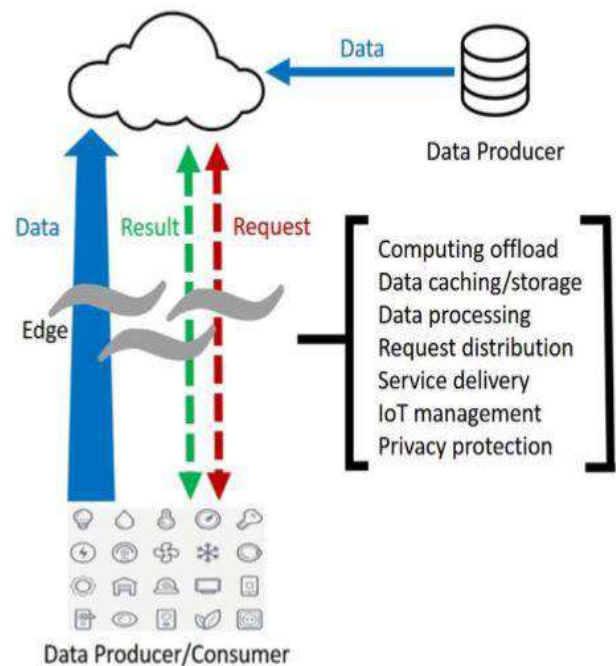 Data
Data Producer
Data
Result
Request
Edge
Computing offload
Data caching/storage
Data processing
Request distribution
Service delivery
IoT management
Privacy protection
Data Producer/Consumer